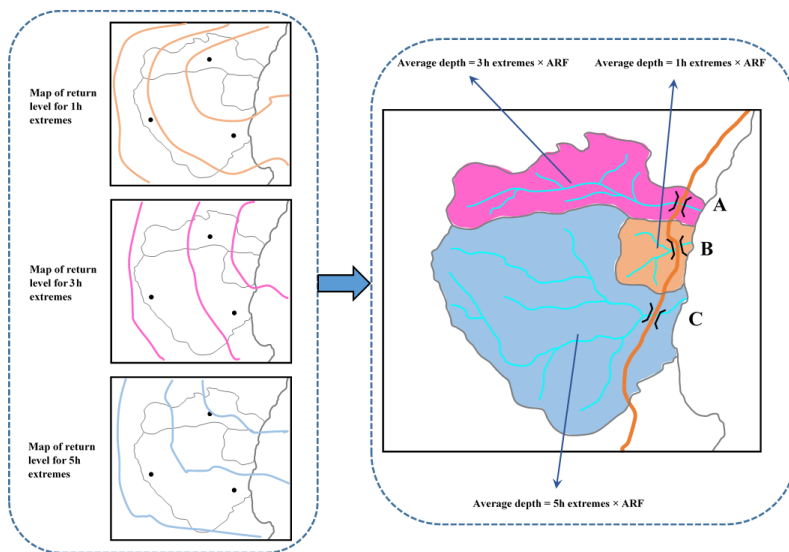 Map of return
level for 1h
extremes
Map of return
level for 3h
extremes
Map of return
level for 5h
extremes
Average depth = 3h extremes × ARF
Average depth = 1h extremes × ARF
A
B
C
Average depth = 5h extremes × ARF